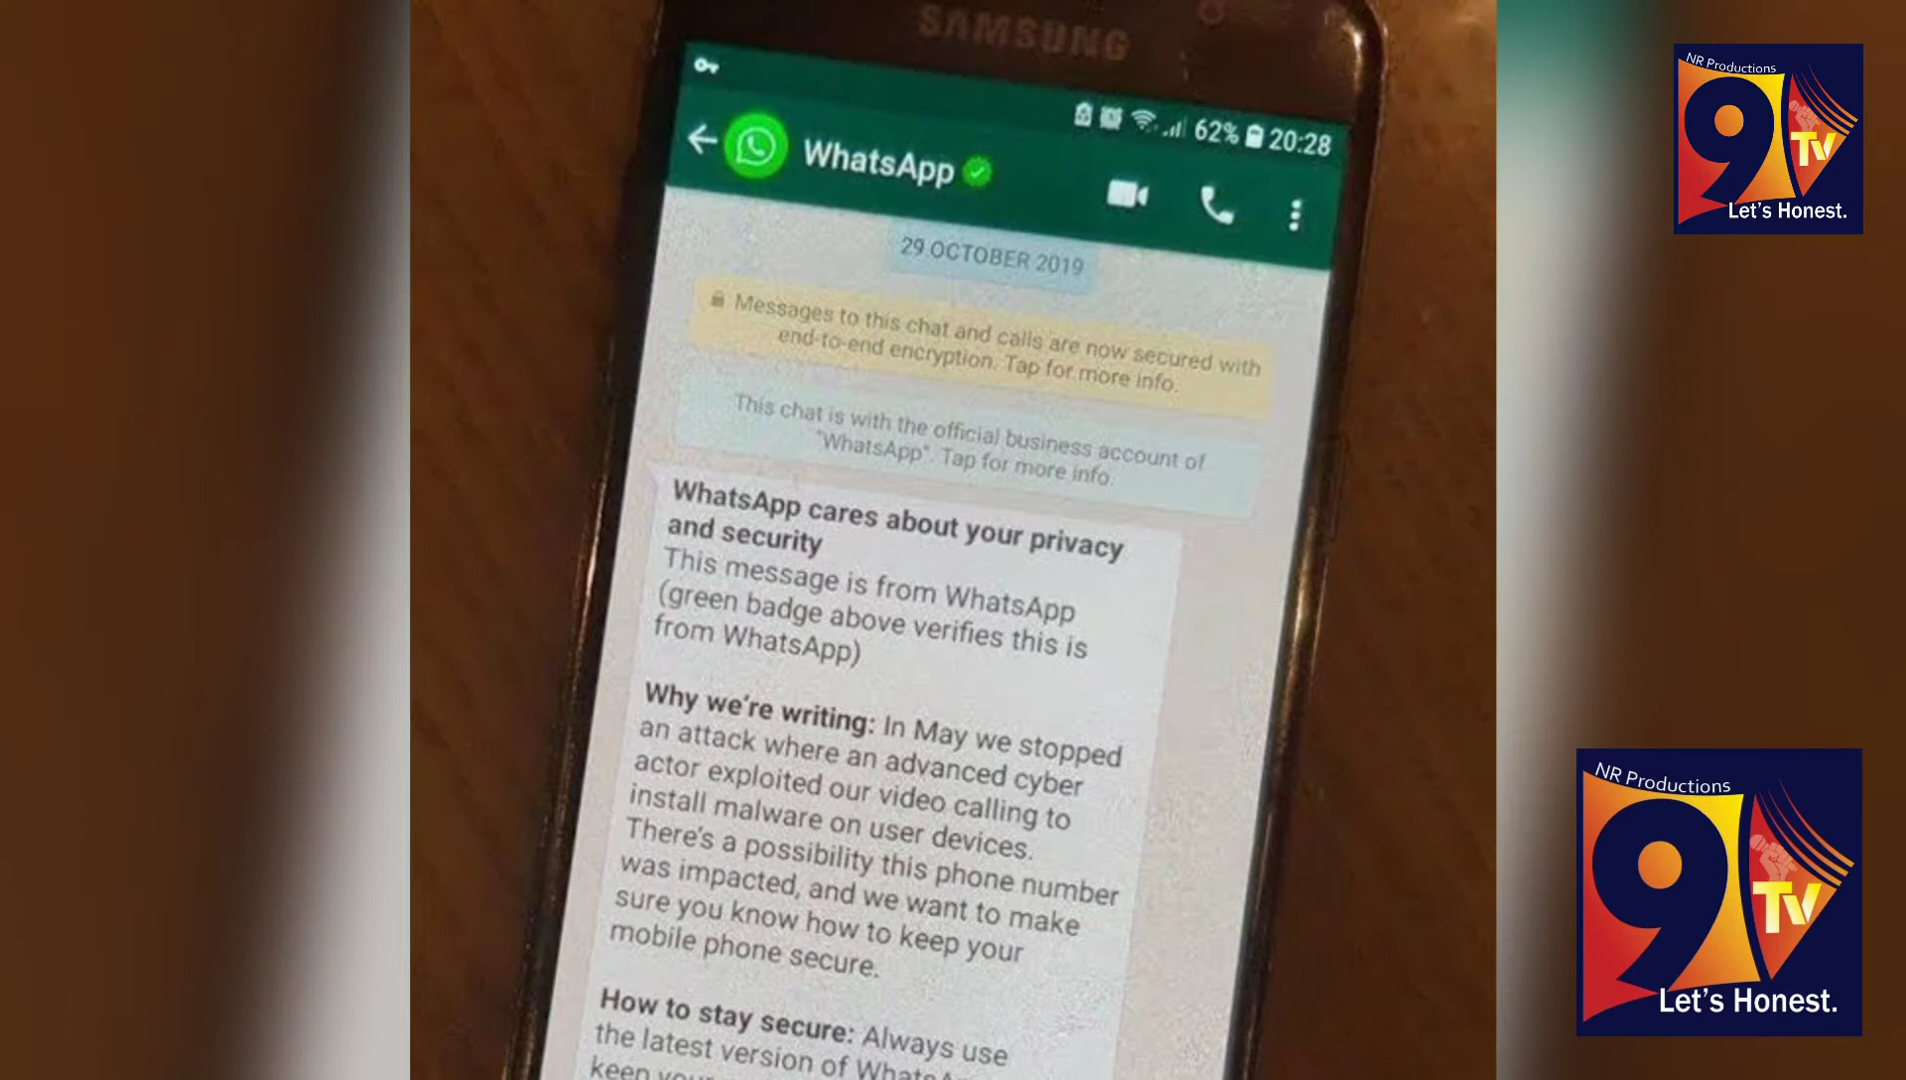 SAMSUNG
62% 20:28
WhatsApp
29 OCTOBER 2019
Messages to this chat and calls are now secured with
end-to-end encryption. Tap for more info.
This chat is with the official business account of
"WhatsApp". Tap for more info.
WhatsApp cares about your privacy
and security
This message is from WhatsApp
(green badge above verifies this is
from WhatsApp)
Why we're writing: In May we stopped
an attack where an advanced cyber
actor exploited our video calling to
install malware on user devices.
There's a possibility this phone number
was impacted, and we want to make
sure you know how to keep your
mobile phone secure.
How to stay secure: Always use
the latest version of WhatsA
keep your
NR Productions
9
TV
Let's Honest.
NR Productions
9
TV
Let's Honest.